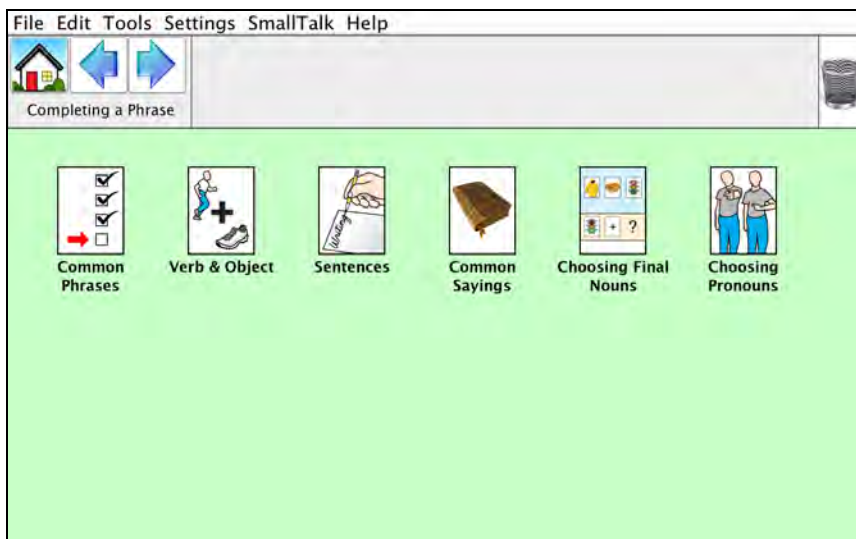 File Edit Tools Settings SmallTalk Help
Completing a Phrase
Common
Phrases
Verb & Object
Writing
Sentences
Common
Sayings
+ ?
Choosing Final
Nouns
Choosing
Pronouns